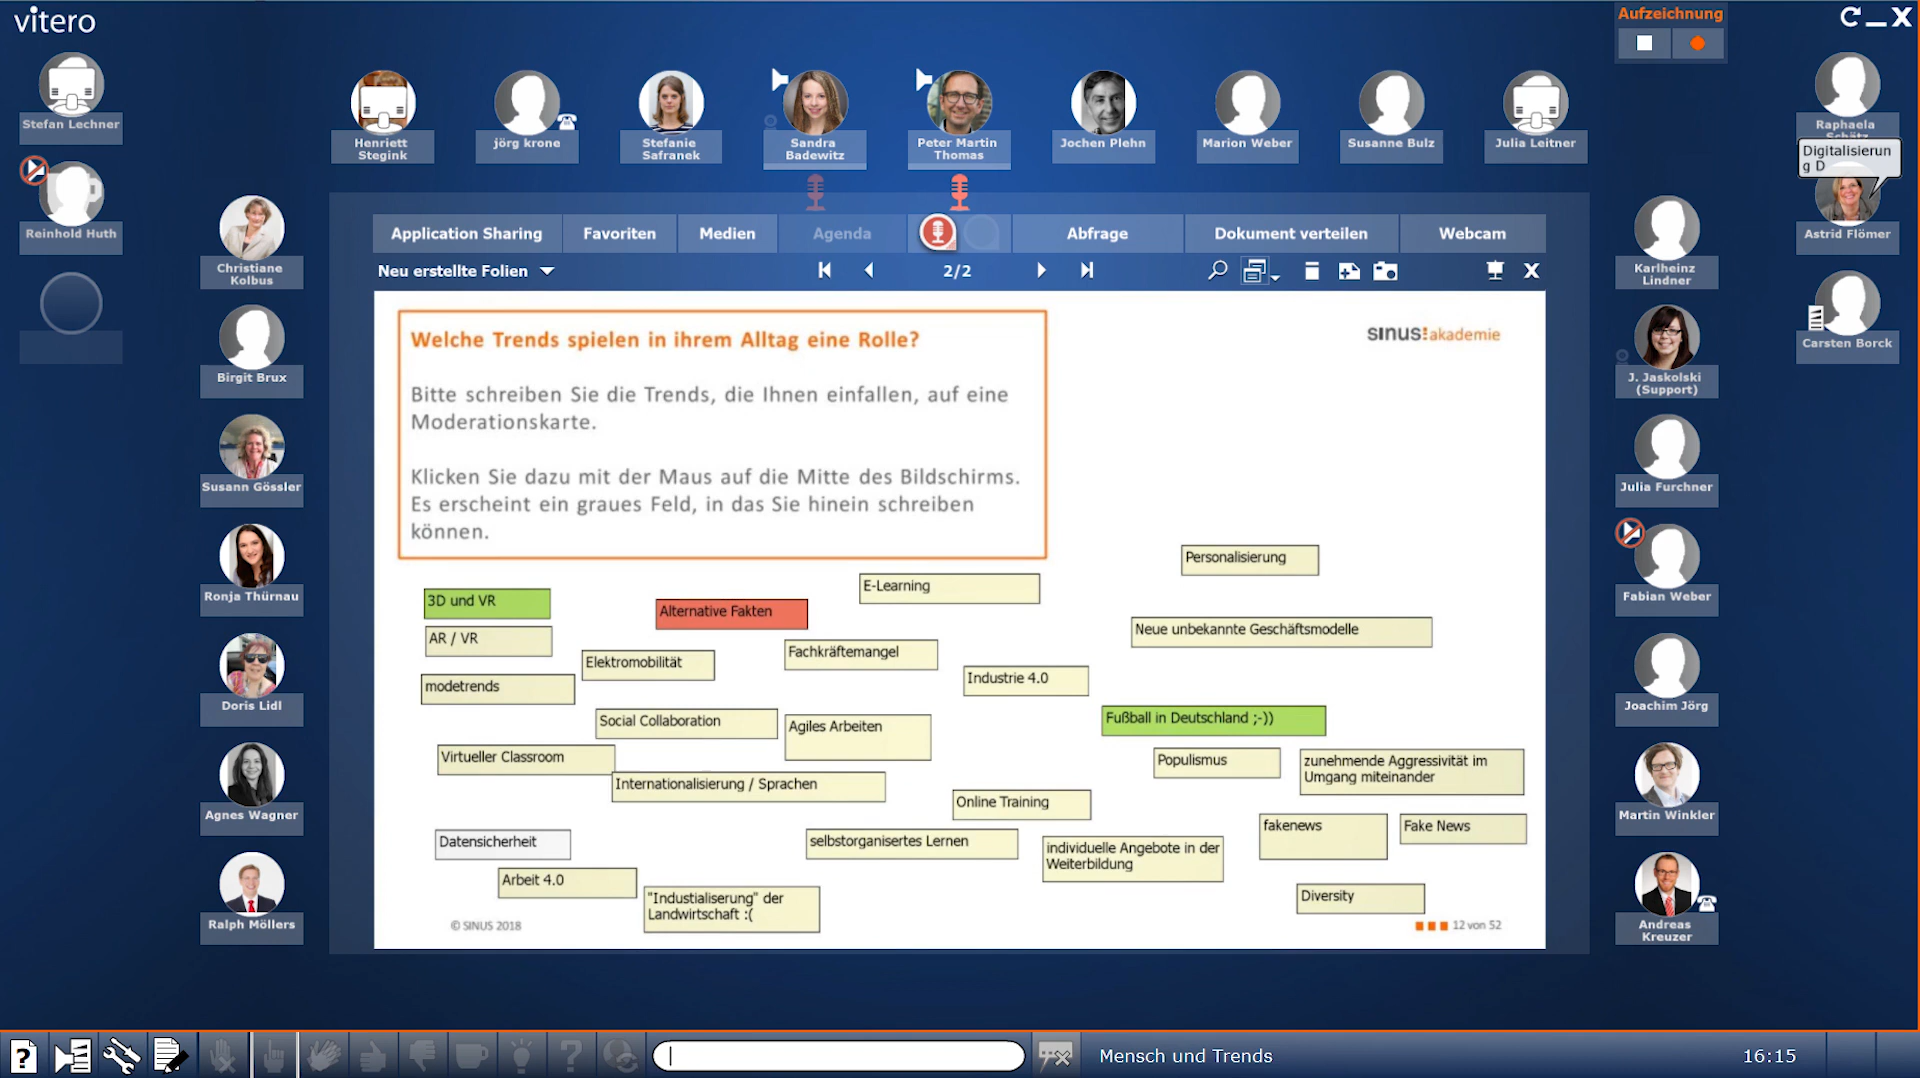 vitero
Aufzeichnung
Stefan Lechner
Reinhold Huth
Henriett
Stegink
jörg krone
Stefanie
Safranek
Sandra
Badewitz
Peter Martin
Thomas
Jochen Plehn
Marion Weber
Susanne Bulz
Julia Leitner
Raphaela
Digitalisierun
g D
Astrid Flömer
Carsten Borck
Christiane
Kolbus
Birgit Brux
Susann Gössler
Ronja Thürnau
Doris Lidl
Agnes Wagner
Ralph Möllers
Karlheinz
Lindner
J. Jaskolski
(Support)
Julia Furchner
Fabian Weber
Joachim Jörg
Martin Winkler
Andreas
Kreuzer
Application Sharing
Favoriten
Medien
Agenda
Abfrage
Dokument verteilen
Webcam
Neu erstellte Folien
2/2
Welche Trends spielen in ihrem Alltag eine Rolle?
Bitte schreiben Sie die Trends, die Ihnen einfallen, auf eine
Moderationskarte.
Klicken Sie dazu mit der Maus auf die Mitte des Bildschirms.
Es erscheint ein graues Feld, in das Sie hinein schreiben
können.
sinus:akademie
Personalisierung
E-Learning
3D und VR
Alternative Fakten
AR / VR
Neue unbekannte Geschäftsmodelle
Fachkräftemangel
Elektromobilität
Industrie 4.0
modetrends
Social Collaboration
Agiles Arbeiten
Fußball in Deutschland ;-))
Virtueller Classroom
Populismus
zunehmende Aggressivität im
Umgang miteinander
Internationalisierung / Sprachen
Online Training
fakenews
Fake News
Datensicherheit
selbstorganisertes Lernen
individuelle Angebote in der
Weiterbildung
Arbeit 4.0
"Industialiserung" der
Landwirtschaft :(
Diversity
© SINUS 2018
12 von 52
Mensch und Trends
16:15